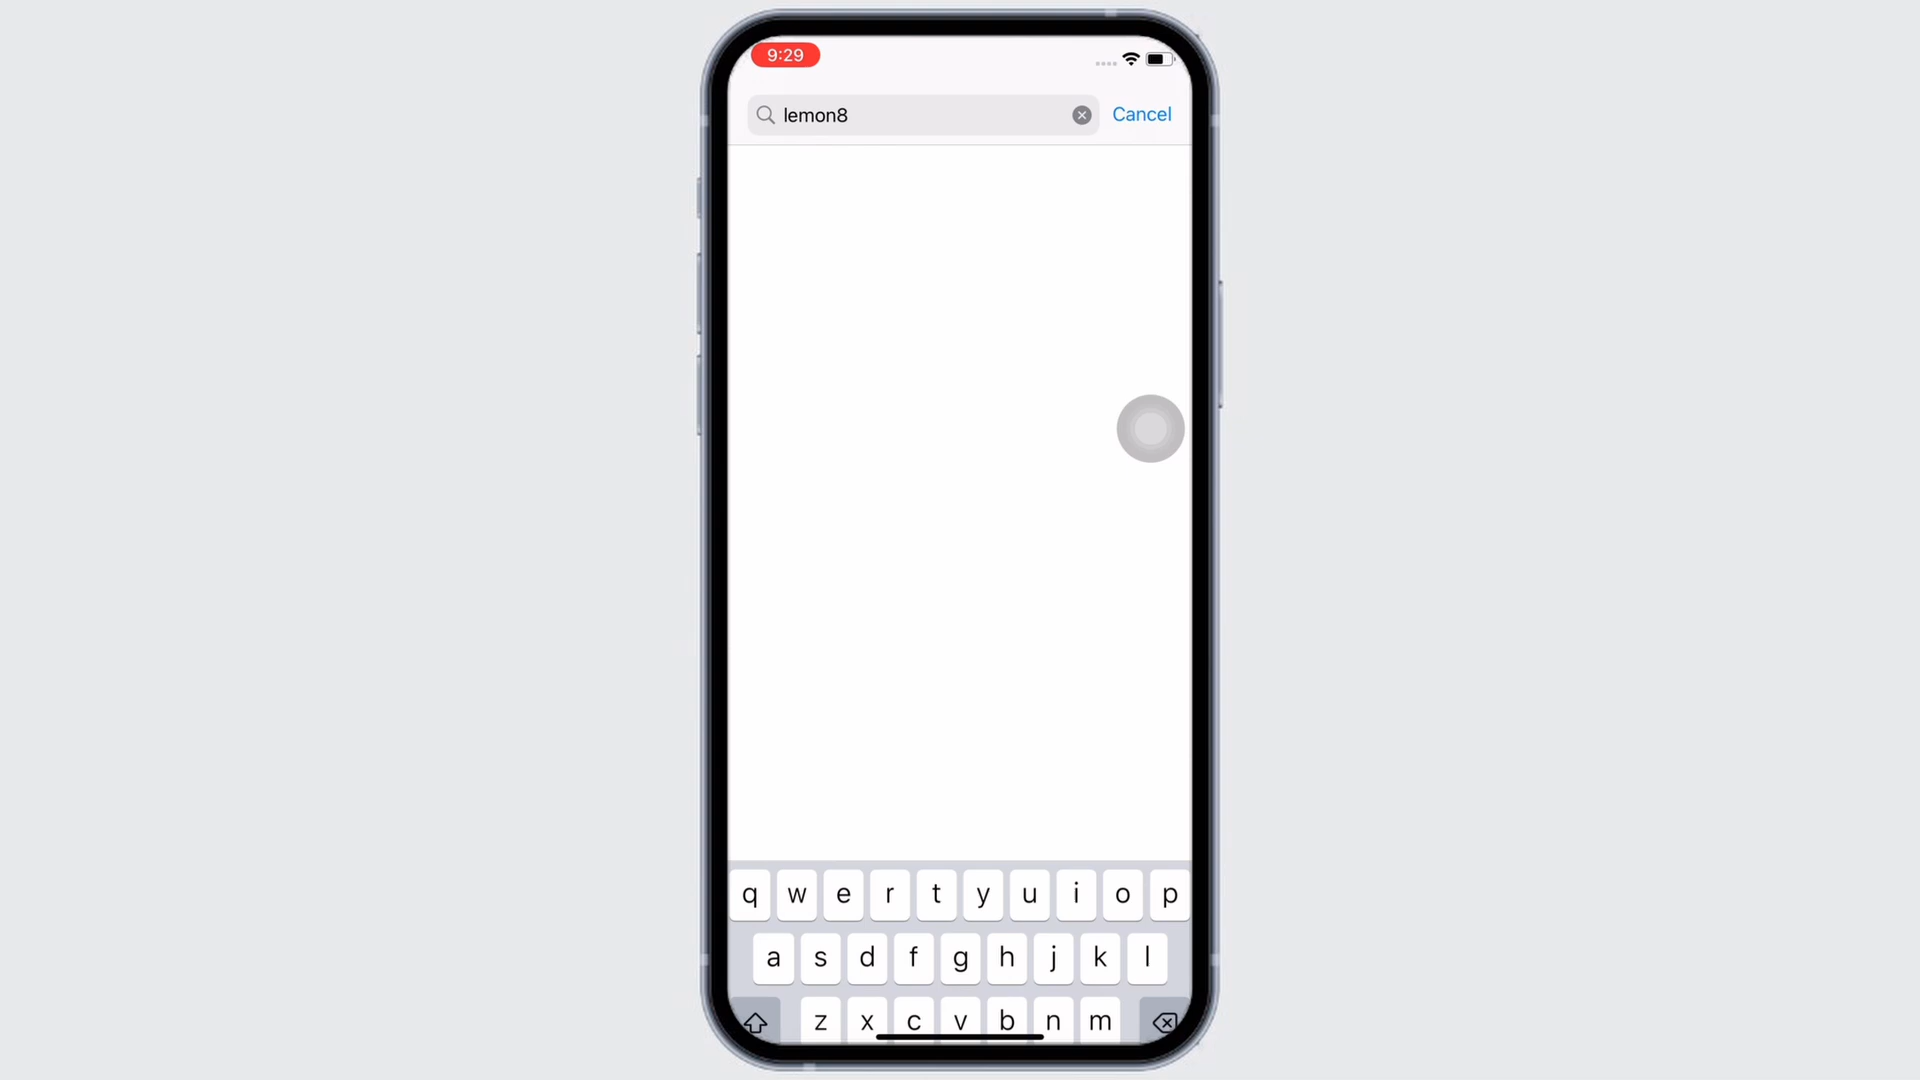 9:29
lemon8 Cancel
q w e r t y u i o p
a s d f g h j k l
z x c v b n m